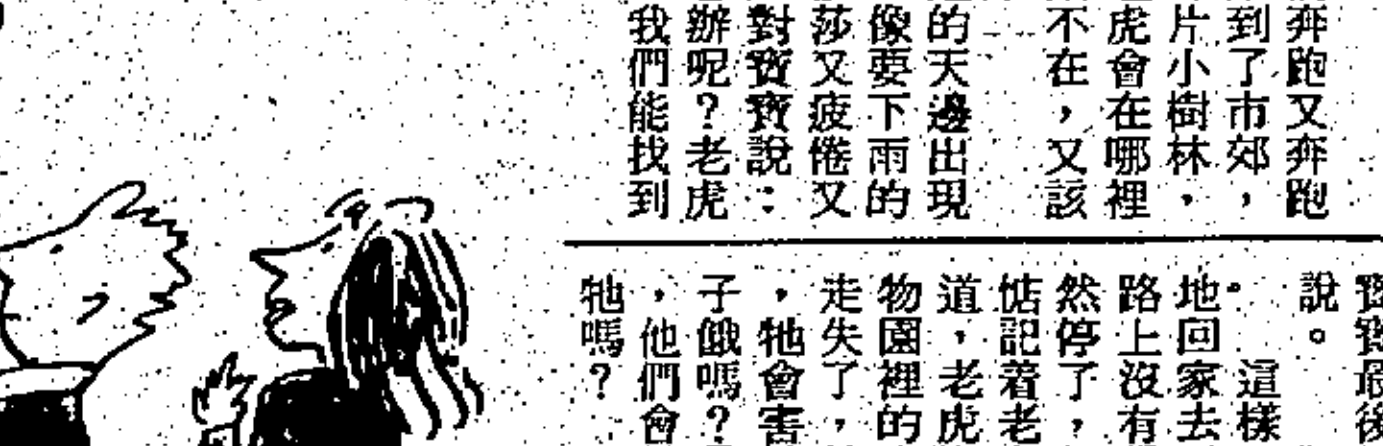 奔跑又奔跑
到了市郊，
片小樹林，
虎會在哪裡
不在，又該
的天邊出現
像要下雨的
莎又疲倦又
對寶寶說：
辦呢？老虎
我們能找到
寶寶最後
說。
這樣
地回家去
路上沒有
然停了，
惦記着老
道，老虎
物園裡的
走失了，
，牠會害
子餓嗎？
，他們會
牠嗎？